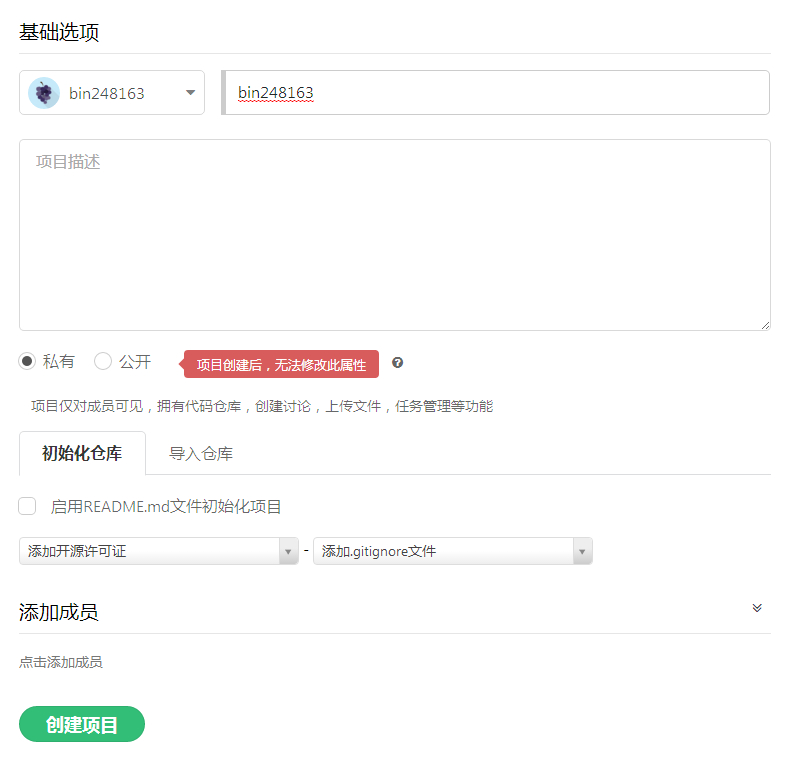 基础选项
bin248163 bin248163
项目描述
私有 公开 项目创建后，无法修改此属性 ?
项目仅对成员可见，拥有代码仓库，创建讨论，上传文件，任务管理等功能
初始化仓库 导入仓库
启用README.md文件初始化项目
添加开源许可证 - 添加.gitignore文件
添加成员
点击添加成员
创建项目